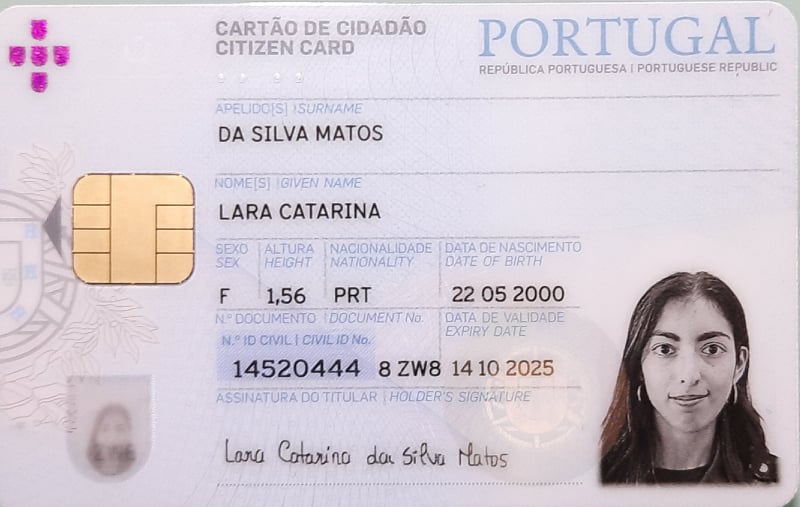 CARTÃO DE CIDADÃO
CITIZEN CARD
PORTUGAL
REPÚBLICA PORTUGUESA | PORTUGUESE REPUBLIC
APELIDO[S] | SURNAME
DA SILVA MATOS
NOME[S] | GIVEN NAME
LARA CATARINA
SEXO ALTURA NACIONALIDADE DATA DE NASCIMENTO
SEX HEIGHT NATIONALITY DATE OF BIRTH
F 1,56 PRT 22 05 2000
N.º DOCUMENTO | DOCUMENT No. DATA DE VALIDADE
EXPIRY DATE
N.º ID CIVIL | CIVIL ID No.
14520444 8 ZW8 14 10 2025
ASSINATURA DO TITULAR | HOLDER'S SIGNATURE
Lara Catarina da Silva Matos